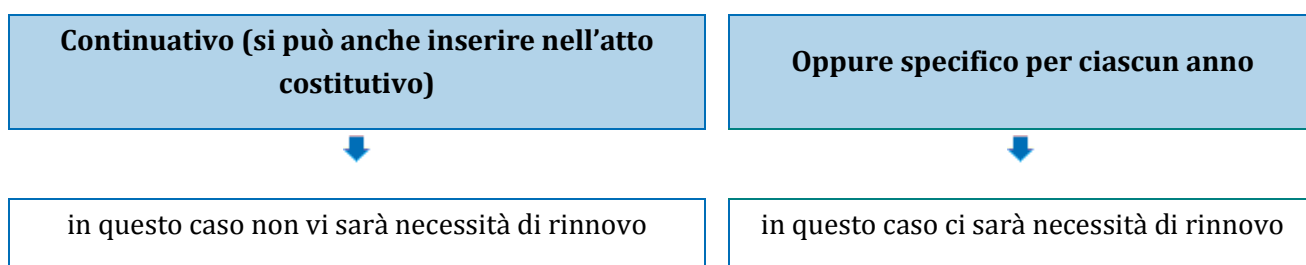 Continuativo (si può anche inserire nell’atto
costitutivo)
Oppure specifico per ciascun anno
in questo caso non vi sarà necessità di rinnovo
in questo caso ci sarà necessità di rinnovo